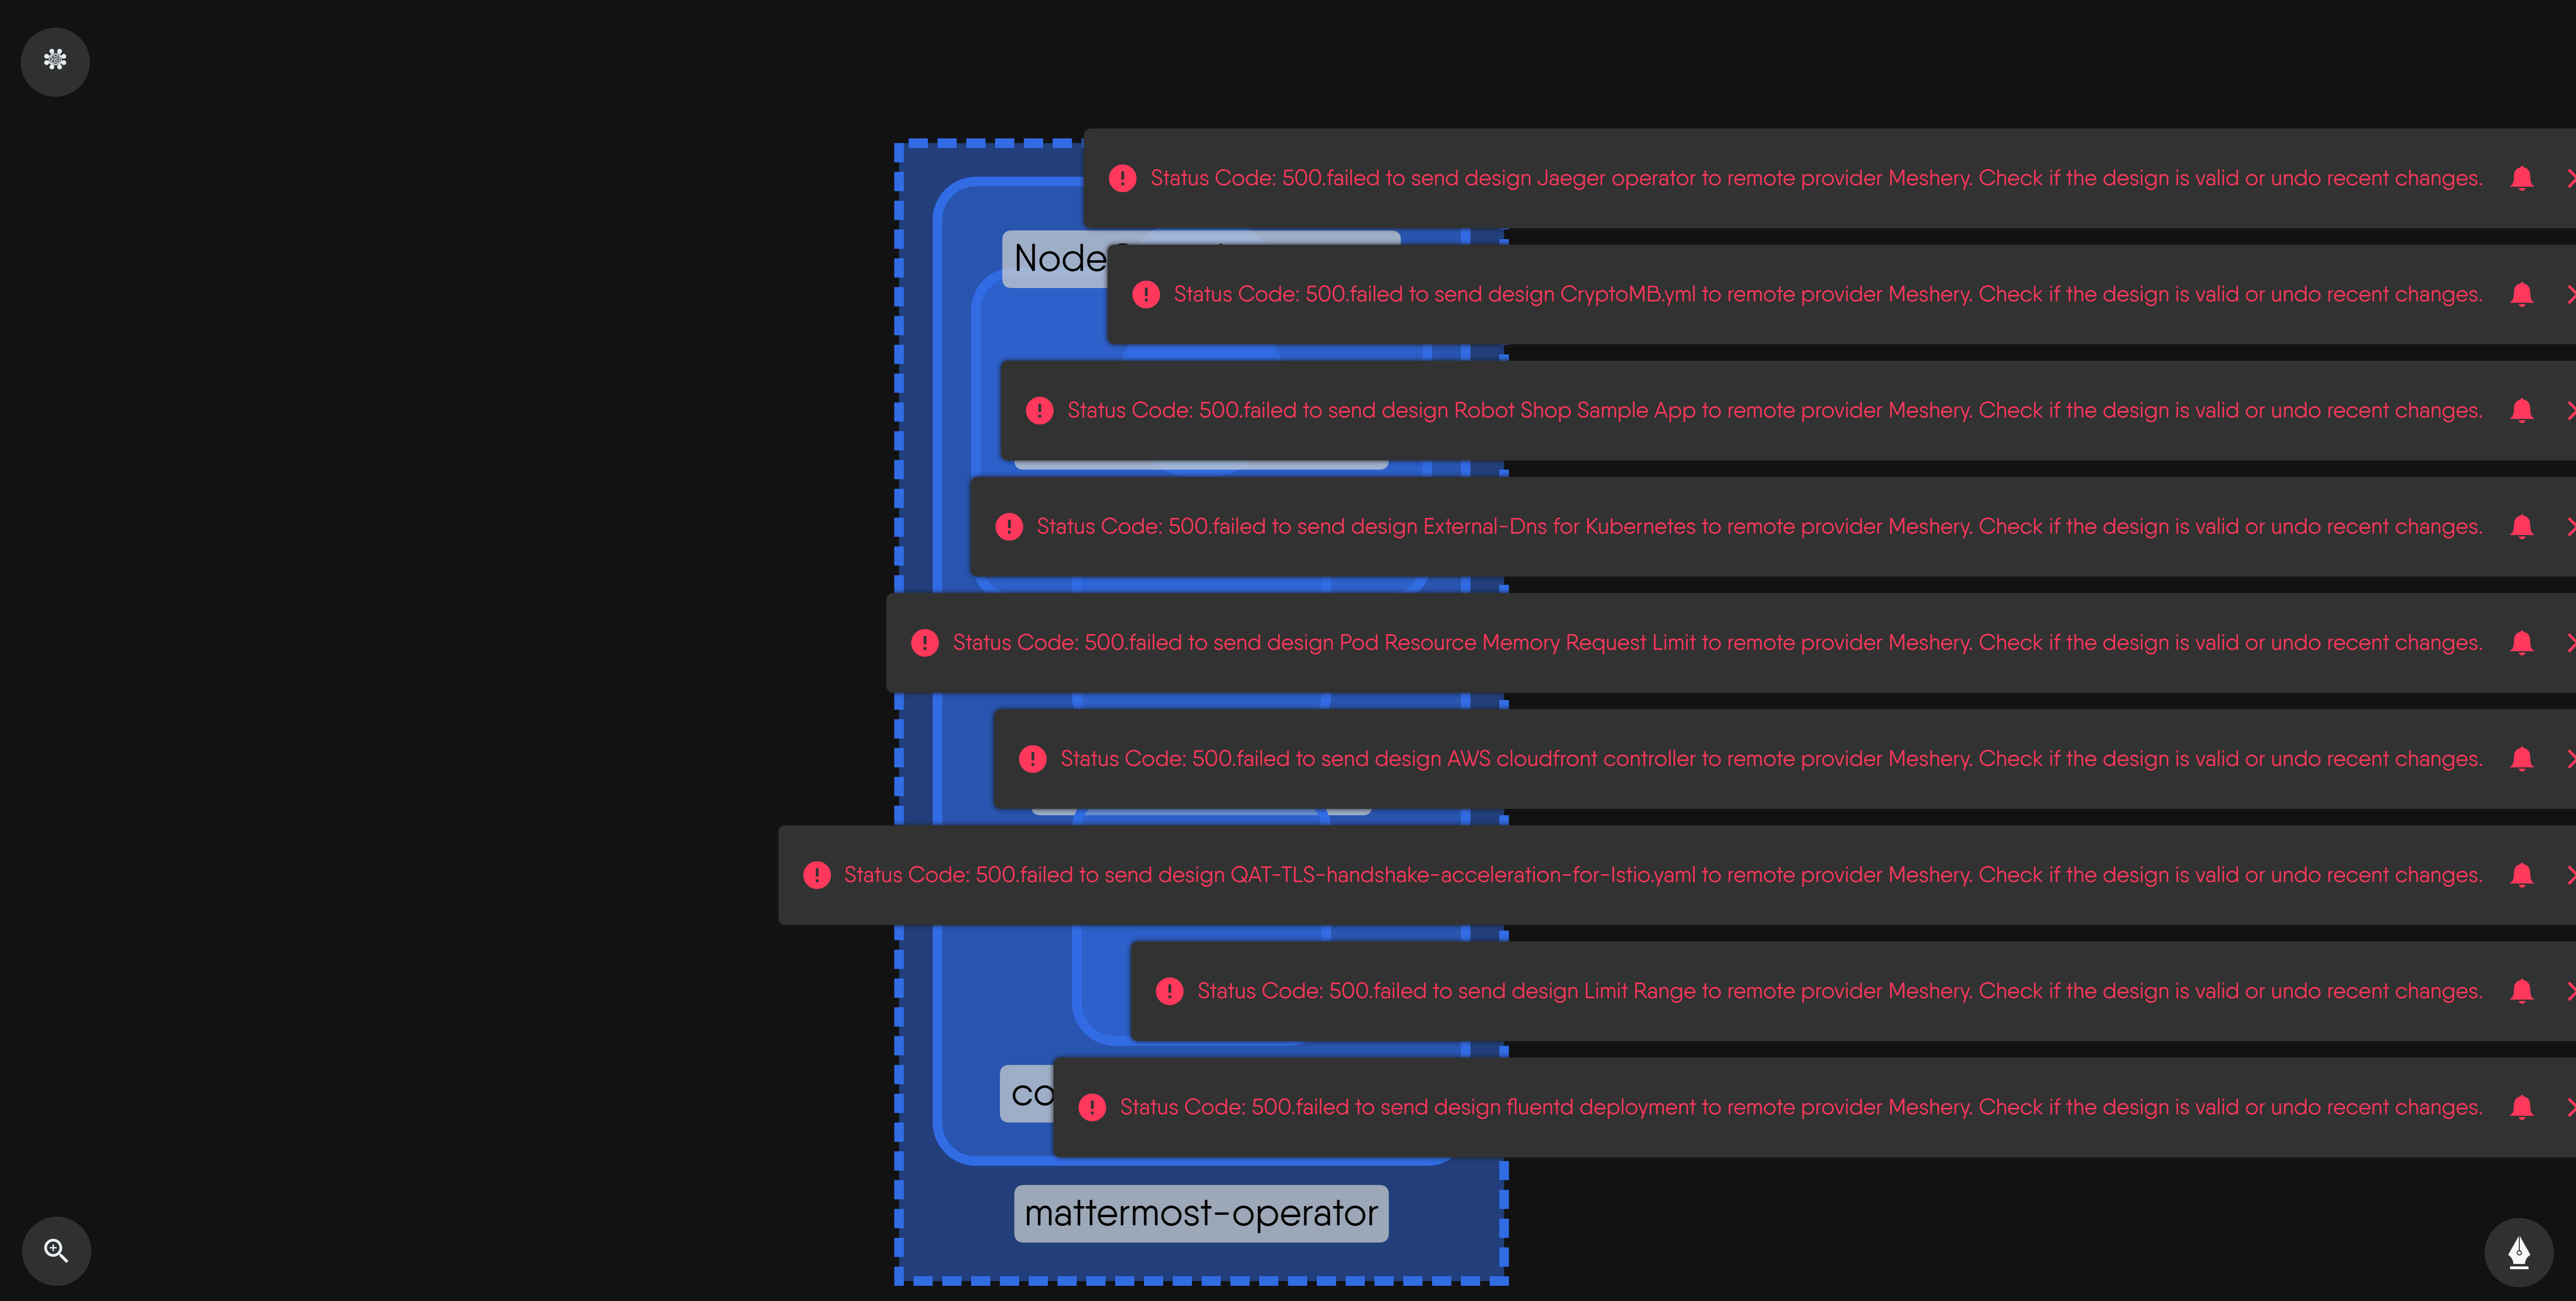 Status Code: 500.failed to send design Jaeger operator to remote provider Meshery. Check if the design is valid or undo recent changes.
Status Code: 500.failed to send design CryptoMB.yml to remote provider Meshery. Check if the design is valid or undo recent changes.
Status Code: 500.failed to send design Robot Shop Sample App to remote provider Meshery. Check if the design is valid or undo recent changes.
Status Code: 500.failed to send design External-Dns for Kubernetes to remote provider Meshery. Check if the design is valid or undo recent changes.
Status Code: 500.failed to send design Pod Resource Memory Request Limit to remote provider Meshery. Check if the design is valid or undo recent changes.
Status Code: 500.failed to send design AWS cloudfront controller to remote provider Meshery. Check if the design is valid or undo recent changes.
Status Code: 500.failed to send design QAT-TLS-handshake-acceleration-for-Istio.yaml to remote provider Meshery. Check if the design is valid or undo recent changes.
Status Code: 500.failed to send design Limit Range to remote provider Meshery. Check if the design is valid or undo recent changes.
Status Code: 500.failed to send design fluentd deployment to remote provider Meshery. Check if the design is valid or undo recent changes.
mattermost-operator